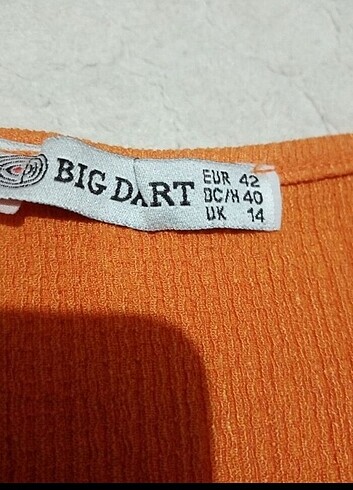 BIG DART
EUR 42
DC/H 40
UK 14